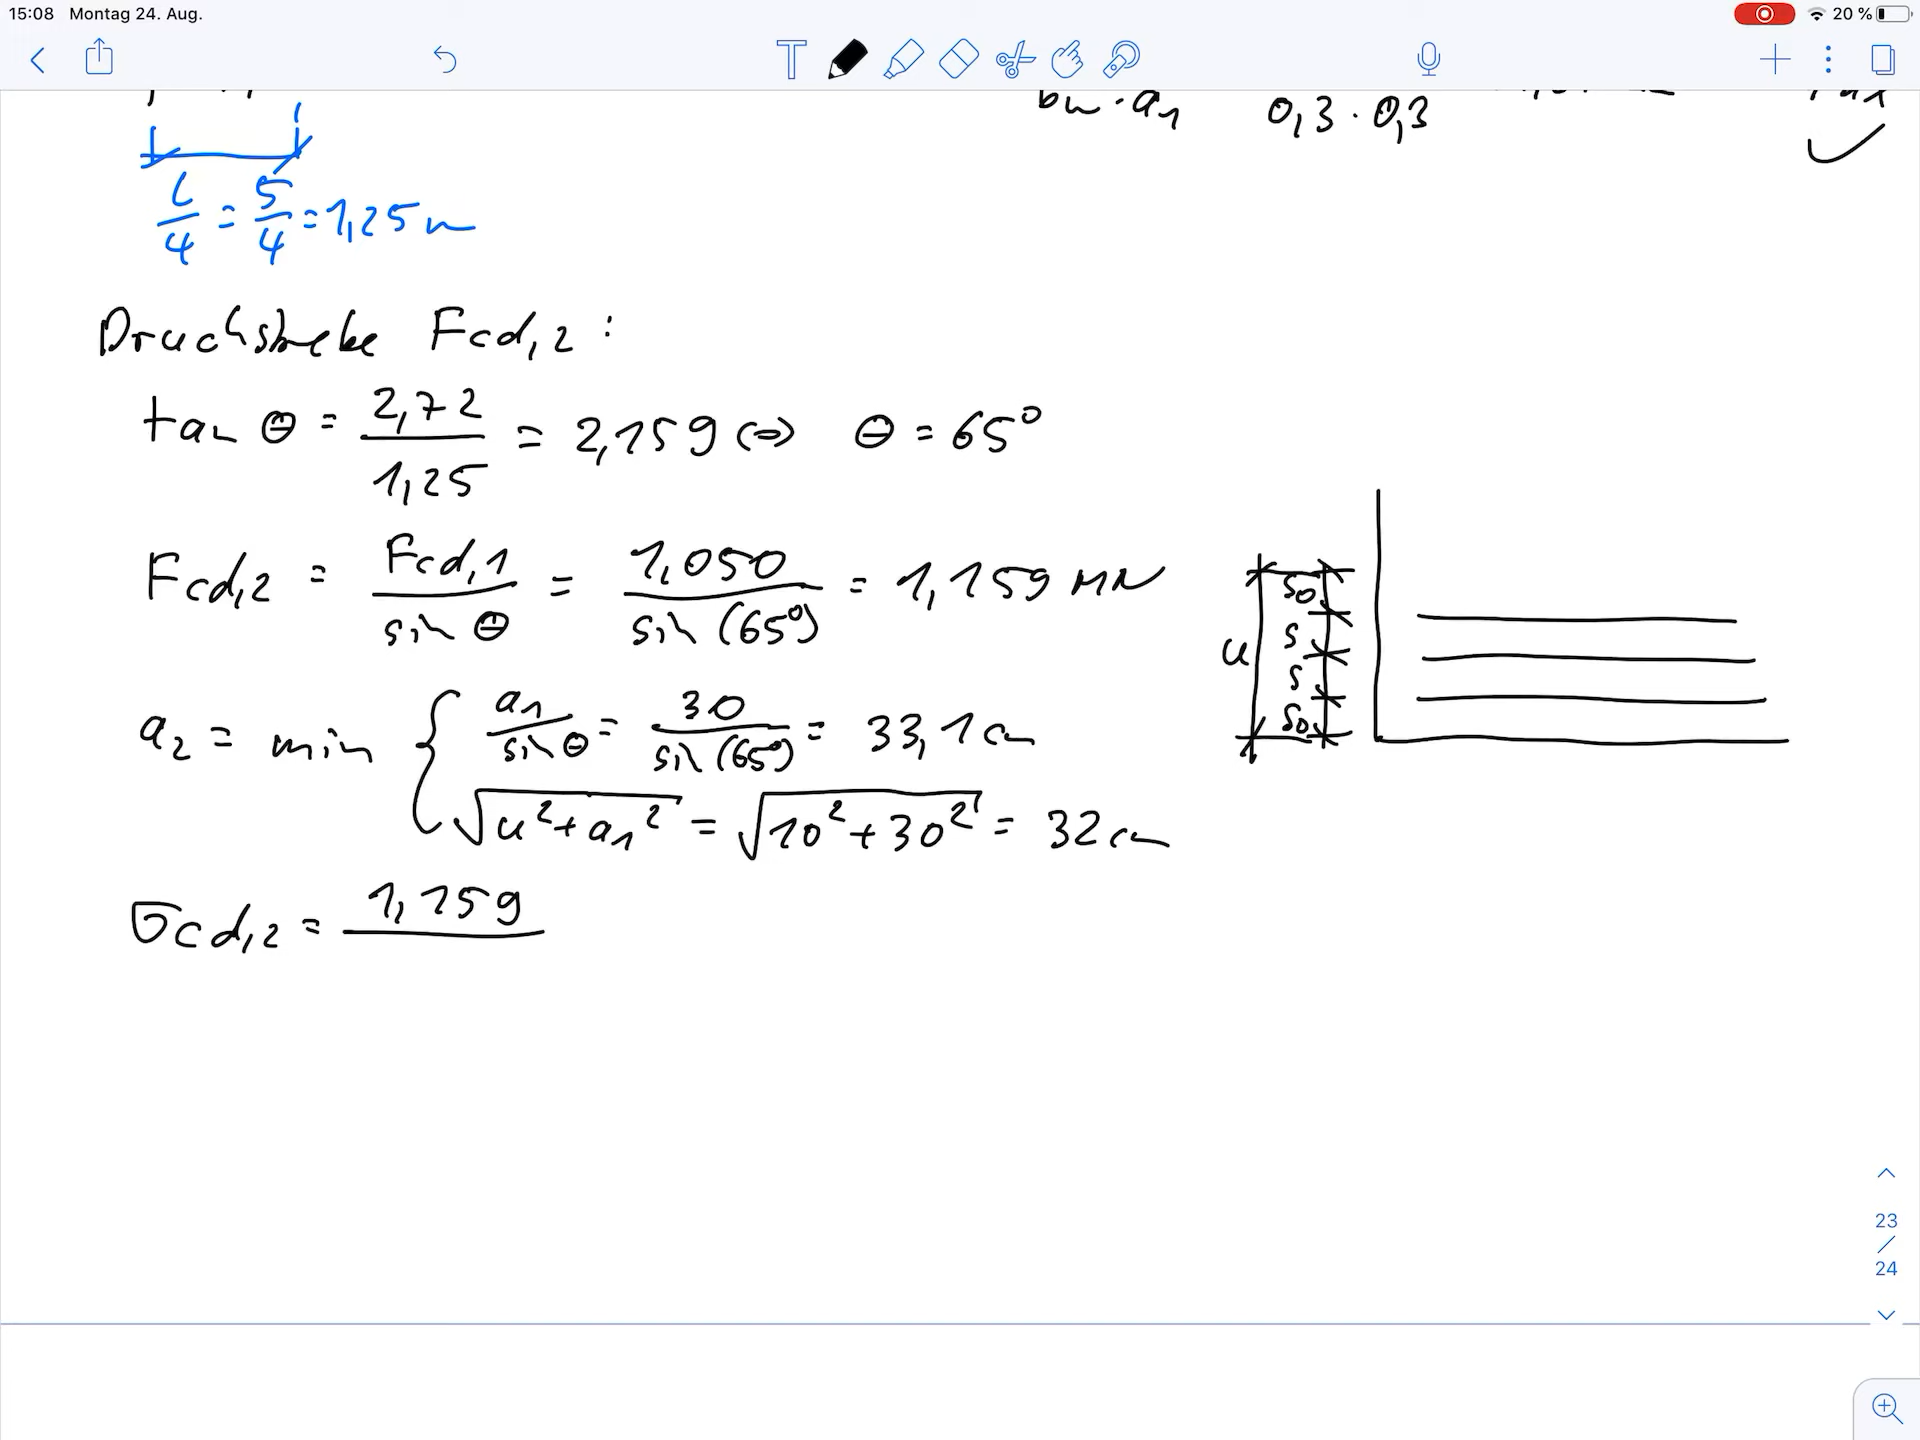 15:08 Montag 24. Aug.
20 %
T
bw · a1
0,3 · 0,3
l/4 = 5/4 = 1,25 m
Druckstrebe Fcd,2 :
tan Θ = 2,72/1,25 = 2,159 <=> Θ = 65°
Fcd,2 = Fcd,1/sin Θ = 1,050/sin (65°) = 1,159 MN
a2 = min { a1/sin Θ = 30/sin (65°) = 33,1 cm
√u²+a1² = √10²+30² = 32 cm
σcd,2 = 1,159
s0
s
u
s
s0
23
/
24